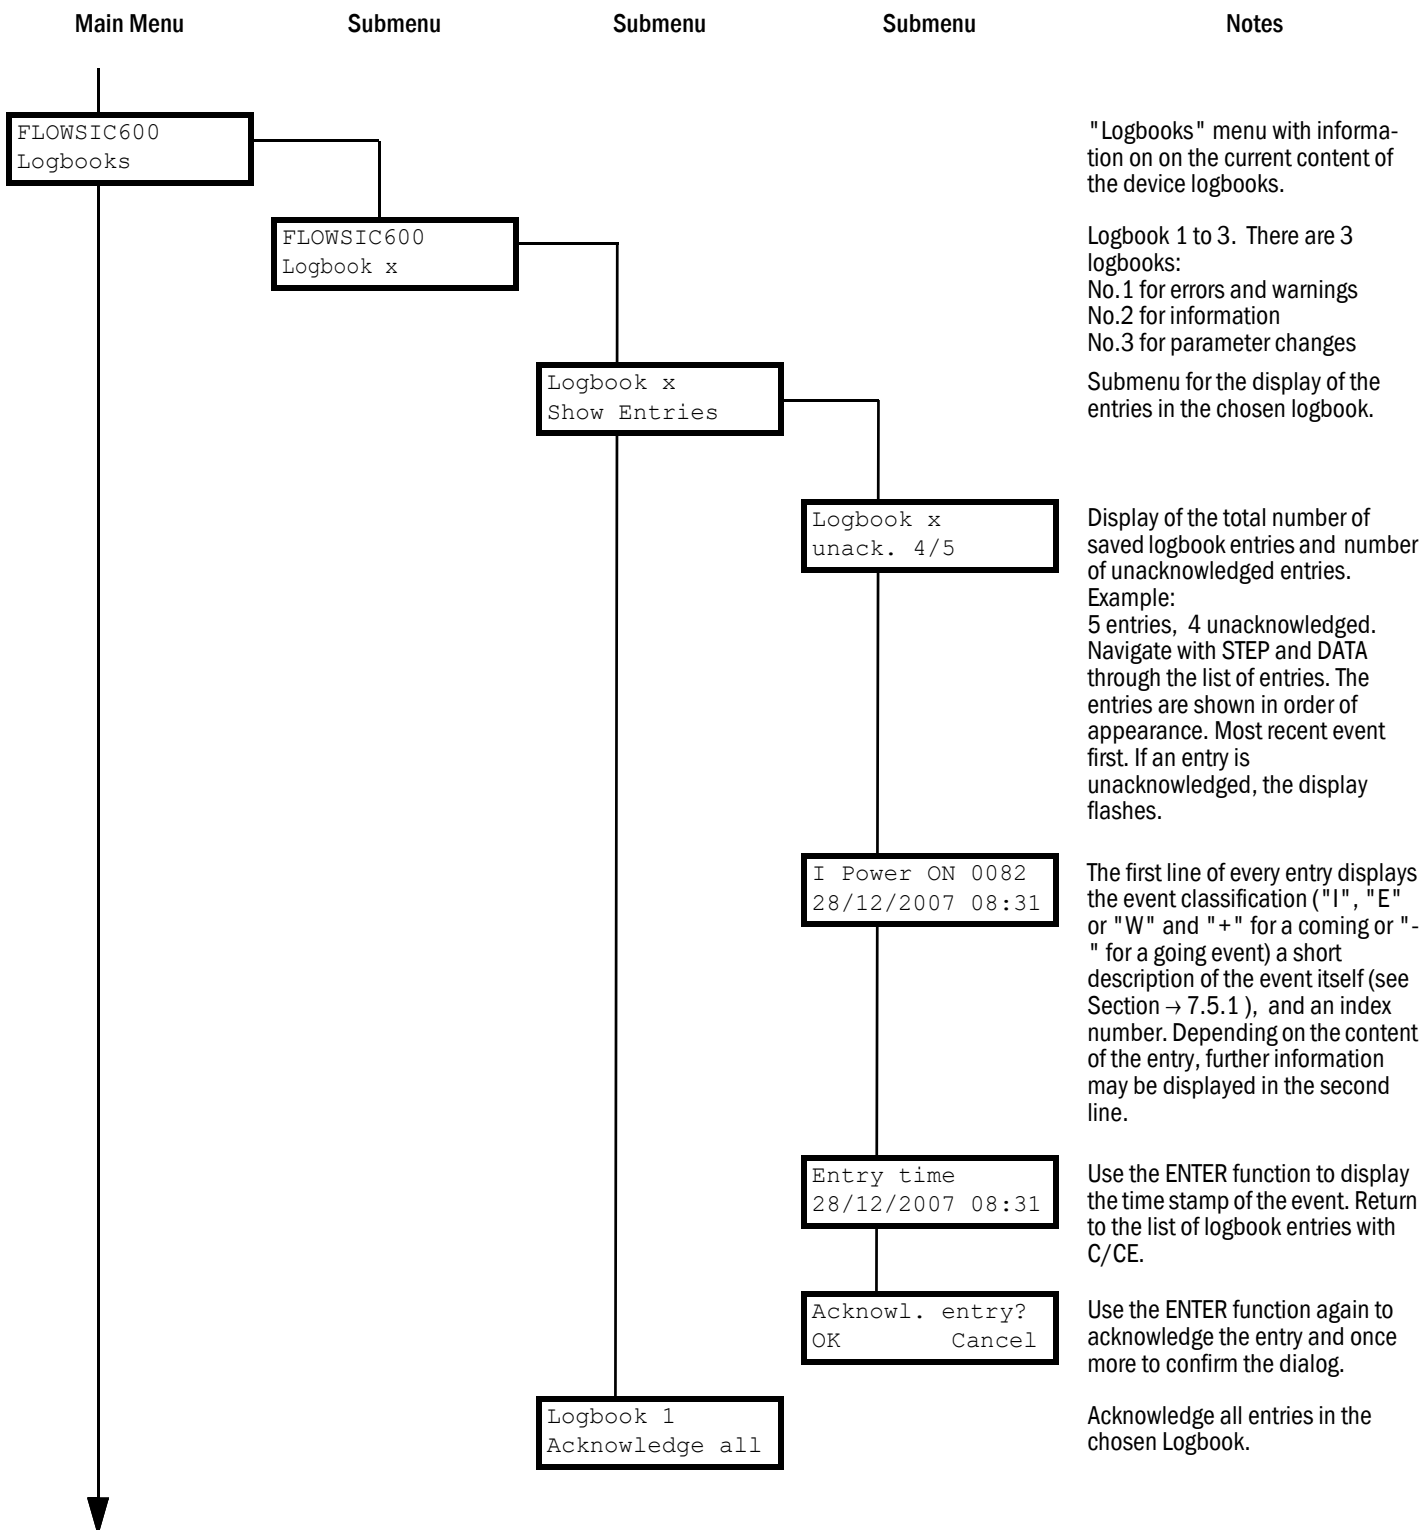 Main Menu Submenu Submenu Submenu Notes
FLOWSIC600
Logbooks
"Logbooks" menu with informa-
tion on on the current content of
the device logbooks.
FLOWSIC600
Logbook x
Logbook 1 to 3. There are 3
logbooks:
No.1 for errors and warnings
No.2 for information
No.3 for parameter changes
Logbook x
Show Entries
Submenu for the display of the
entries in the chosen logbook.
Logbook x
unack. 4/5
Display of the total number of
saved logbook entries and number
of unacknowledged entries.
Example:
5 entries, 4 unacknowledged.
Navigate with STEP and DATA
through the list of entries. The
entries are shown in order of
appearance. Most recent event
first. If an entry is
unacknowledged, the display
flashes.
I Power ON 0082
28/12/2007 08:31
The first line of every entry displays
the event classification ("I", "E"
or "W" and "+" for a coming or "-
" for a going event) a short
description of the event itself (see
Section → 7.5.1 ), and an index
number. Depending on the content
of the entry, further information
may be displayed in the second
line.
Entry time
28/12/2007 08:31
Use the ENTER function to display
the time stamp of the event. Return
to the list of logbook entries with
C/CE.
Acknowl. entry?
OK Cancel
Use the ENTER function again to
acknowledge the entry and once
more to confirm the dialog.
Logbook 1
Acknowledge all
Acknowledge all entries in the
chosen Logbook.